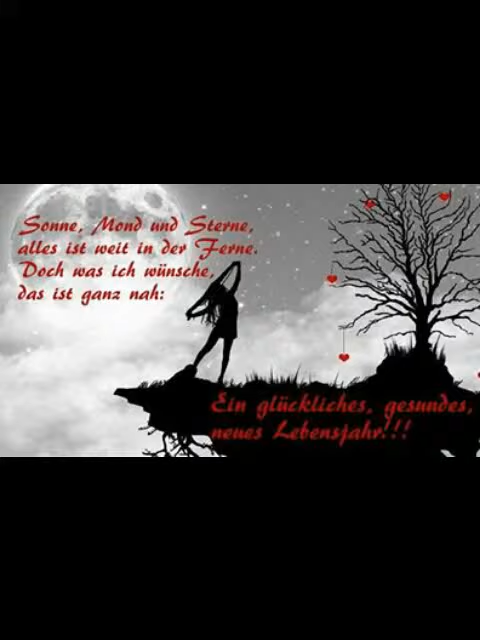 Sonne, Mond und Sterne,
alles ist weit in der Ferne.
Doch was ich wünsche,
das ist ganz nah:
Ein glückliches, gesundes,
neues Lebensjahr!!!